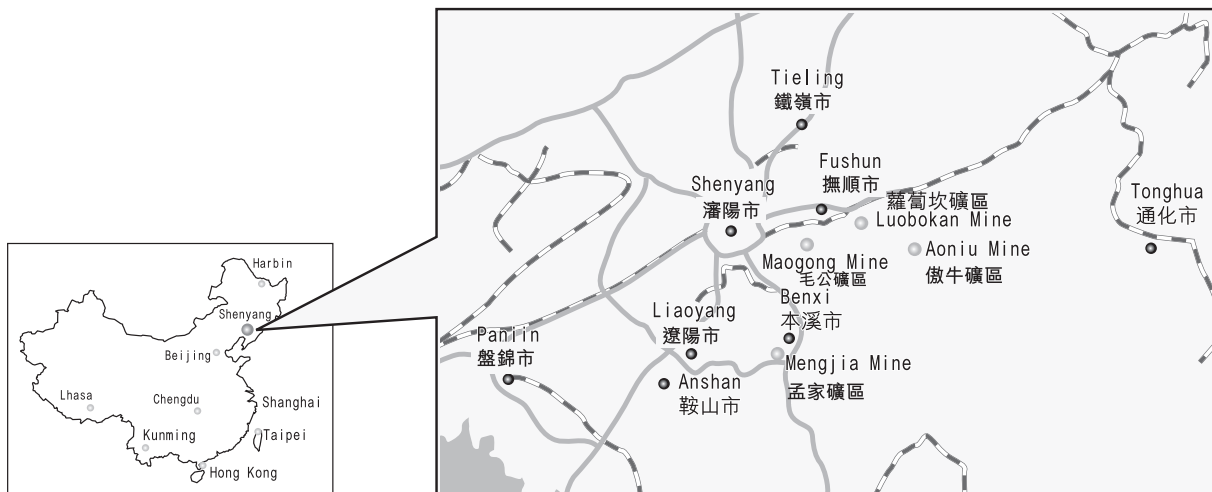 Harbin
Shenyang
Beijing
Lhasa
Chengdu
Shanghai
Kunming
Taipei
Hong Kong
Tieling
鐵嶺市
Fushun
撫順市
Shenyang
瀋陽市
蘿蔔坎礦區
Luobokan Mine
Tonghua
通化市
Aoniu Mine
傲牛礦區
Maogong Mine
毛公礦區
Benxi
本溪市
Liaoyang
遼陽市
Panjin
盤錦市
Mengjia Mine
孟家礦區
Anshan
鞍山市